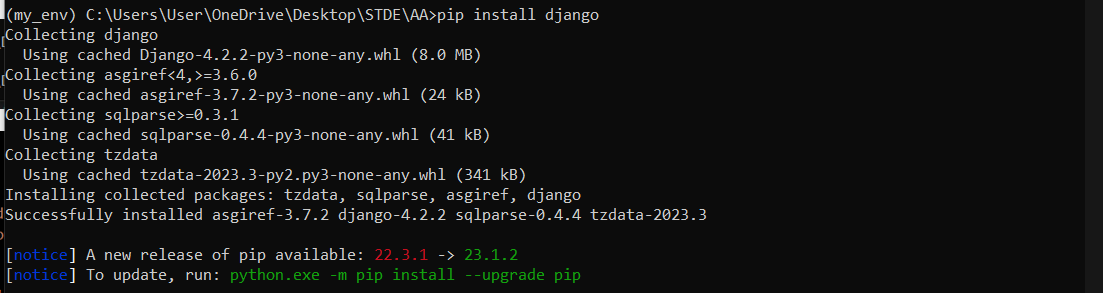 (my_env) C:\Users\User\OneDrive\Desktop\STDE\AA>pip install django
Collecting django
  Using cached Django-4.2.2-py3-none-any.whl (8.0 MB)
Collecting asgiref<4,>=3.6.0
  Using cached asgiref-3.7.2-py3-none-any.whl (24 kB)
Collecting sqlparse>=0.3.1
  Using cached sqlparse-0.4.4-py3-none-any.whl (41 kB)
Collecting tzdata
  Using cached tzdata-2023.3-py2.py3-none-any.whl (341 kB)
Installing collected packages: tzdata, sqlparse, asgiref, django
Successfully installed asgiref-3.7.2 django-4.2.2 sqlparse-0.4.4 tzdata-2023.3
[notice] A new release of pip available: 22.3.1 -> 23.1.2
[notice] To update, run: python.exe -m pip install --upgrade pip